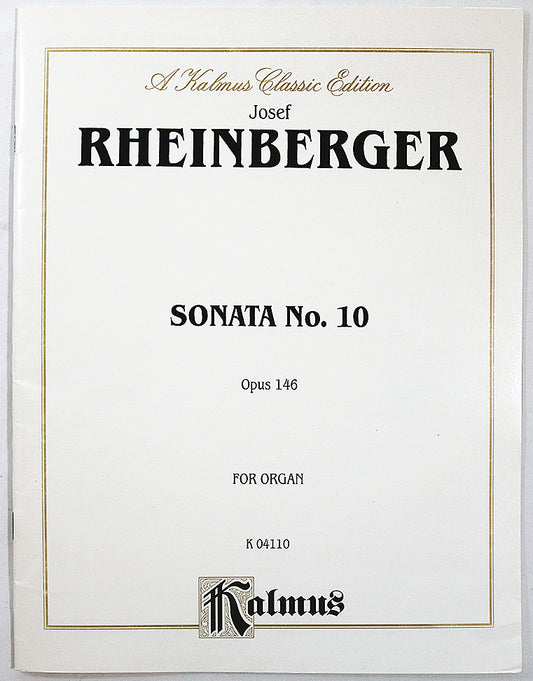 A Kalmus Classic Edition
Josef
RHEINBERGER
SONATA No. 10
Opus 146
FOR ORGAN
K 04110
Kalmus